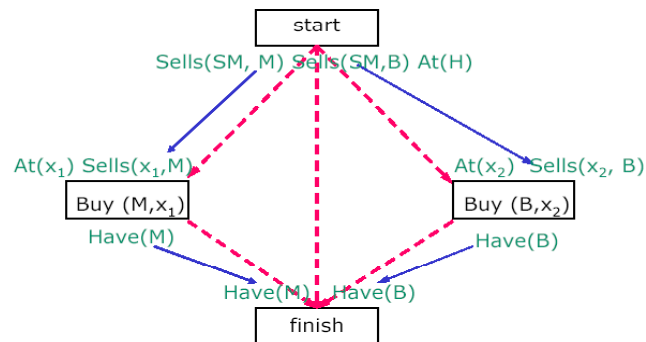 start
Sells(SM, M) Sells(SM,B) At(H)
At(x₁) Sells(x₁,M)
At(x₂) Sells(x₂, B)
Buy (M,x₁)
Buy (B,x₂)
Have(M)
Have(B)
Have(M) Have(B)
finish